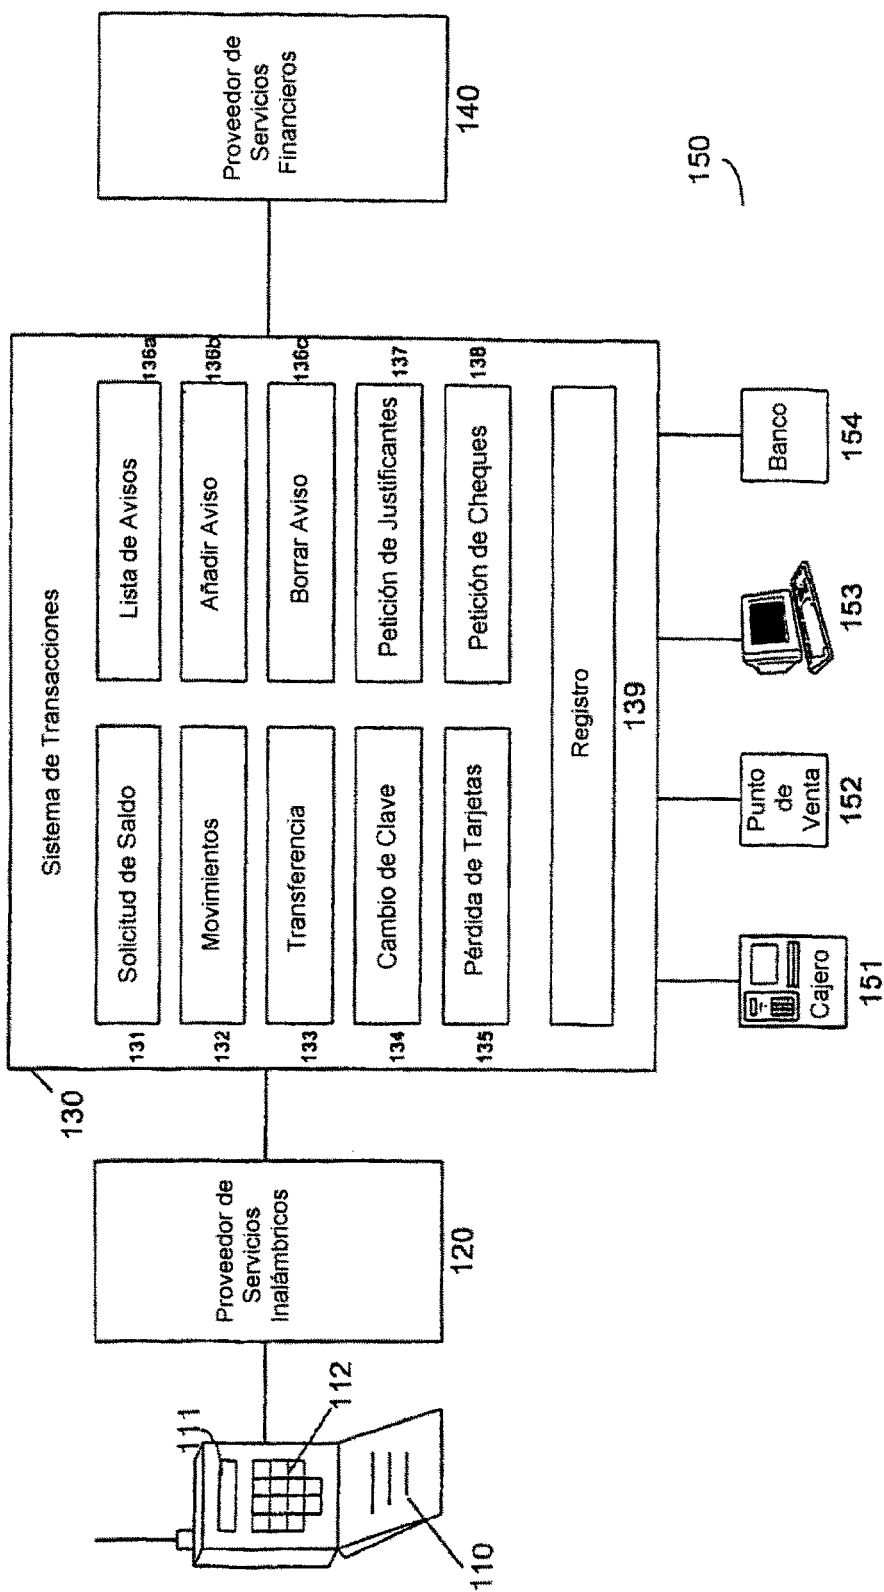 Sistema de Transacciones
130
Solicitud de Saldo
131
Movimientos
132
Transferencia
133
Cambio de Clave
134
Pérdida de Tarjetas
135
Lista de Avisos
136a
Añadir Aviso
136b
Borrar Aviso
136c
Petición de Justificantes
137
Petición de Cheques
138
Registro
139
111
112
110
Proveedor de
Servicios
Inalámbricos
120
Proveedor de
Servicios
Financieros
140
Cajero
151
Punto
de
Venta
152
153
Banco
154
150